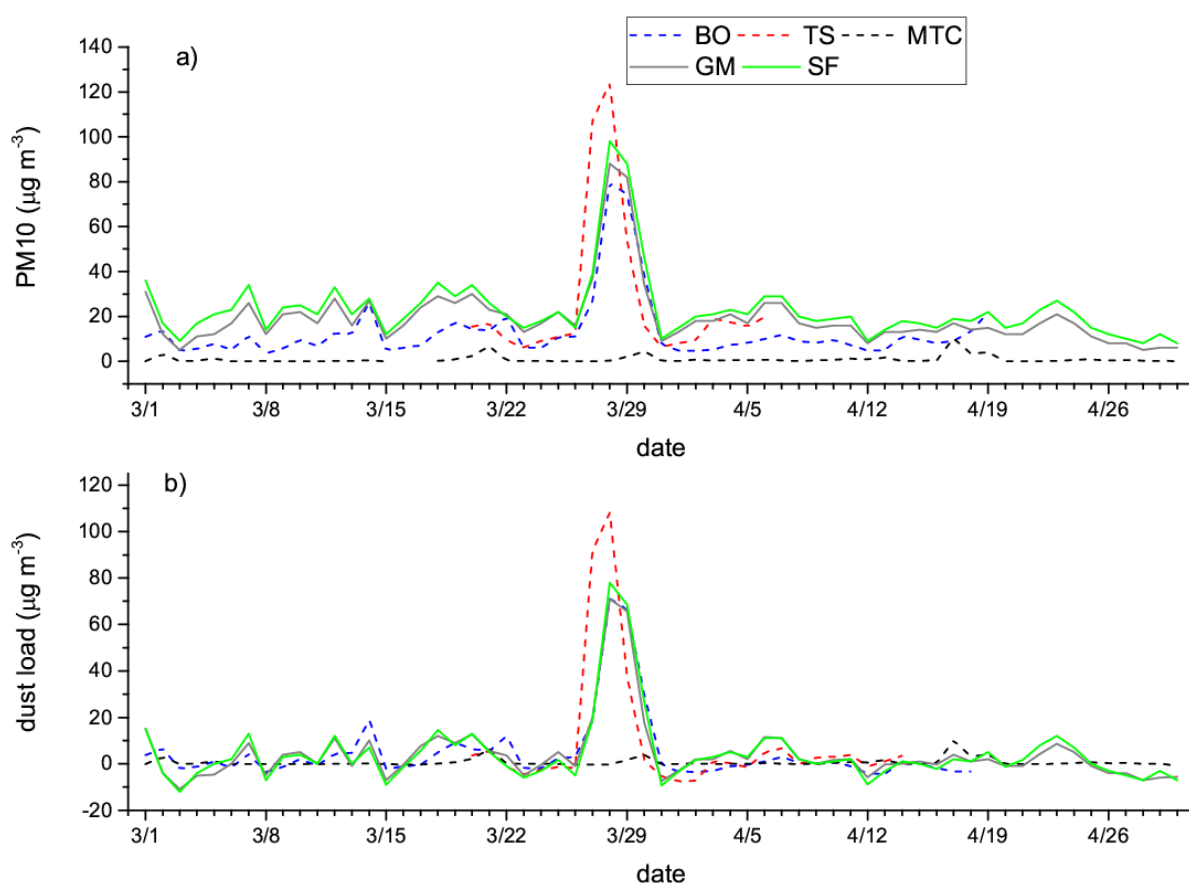 a)
BO TS MTC
GM SF
140
120
100
80
60
40
20
0
PM10 (µg m⁻³)
3/1 3/8 3/15 3/22 3/29 4/5 4/12 4/19 4/26
date
b)
120
100
80
60
40
20
0
-20
dust load (µg m⁻³)
3/1 3/8 3/15 3/22 3/29 4/5 4/12 4/19 4/26
date